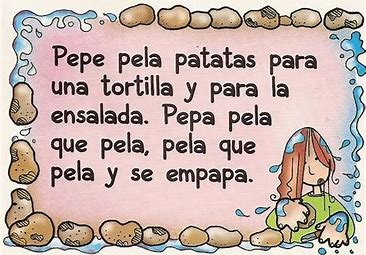 Pepe pela patatas para
una tortilla y para la
ensalada. Pepa pela
que pela, pela que
pela y se empapa.